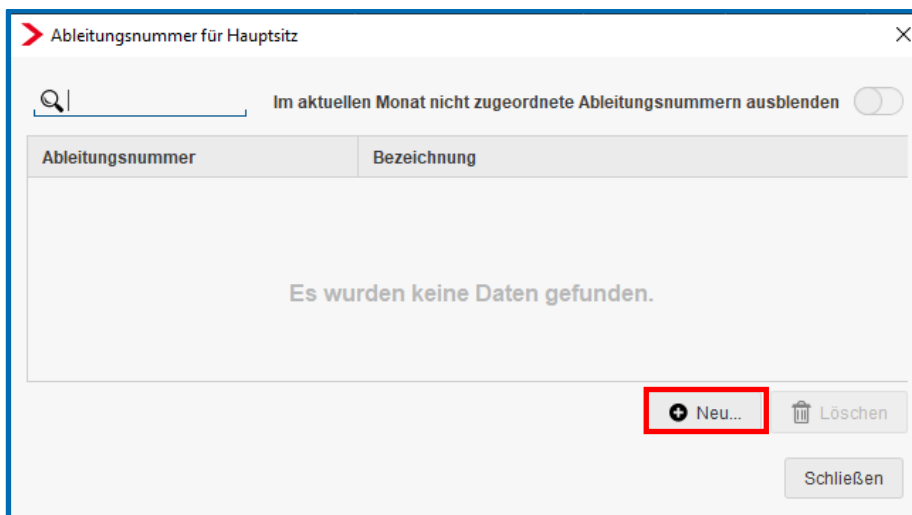 Ableitungsnummer für Hauptsitz
Im aktuellen Monat nicht zugeordnete Ableitungsnummern ausblenden
Ableitungsnummer Bezeichnung
Es wurden keine Daten gefunden.
Neu... Löschen
Schließen